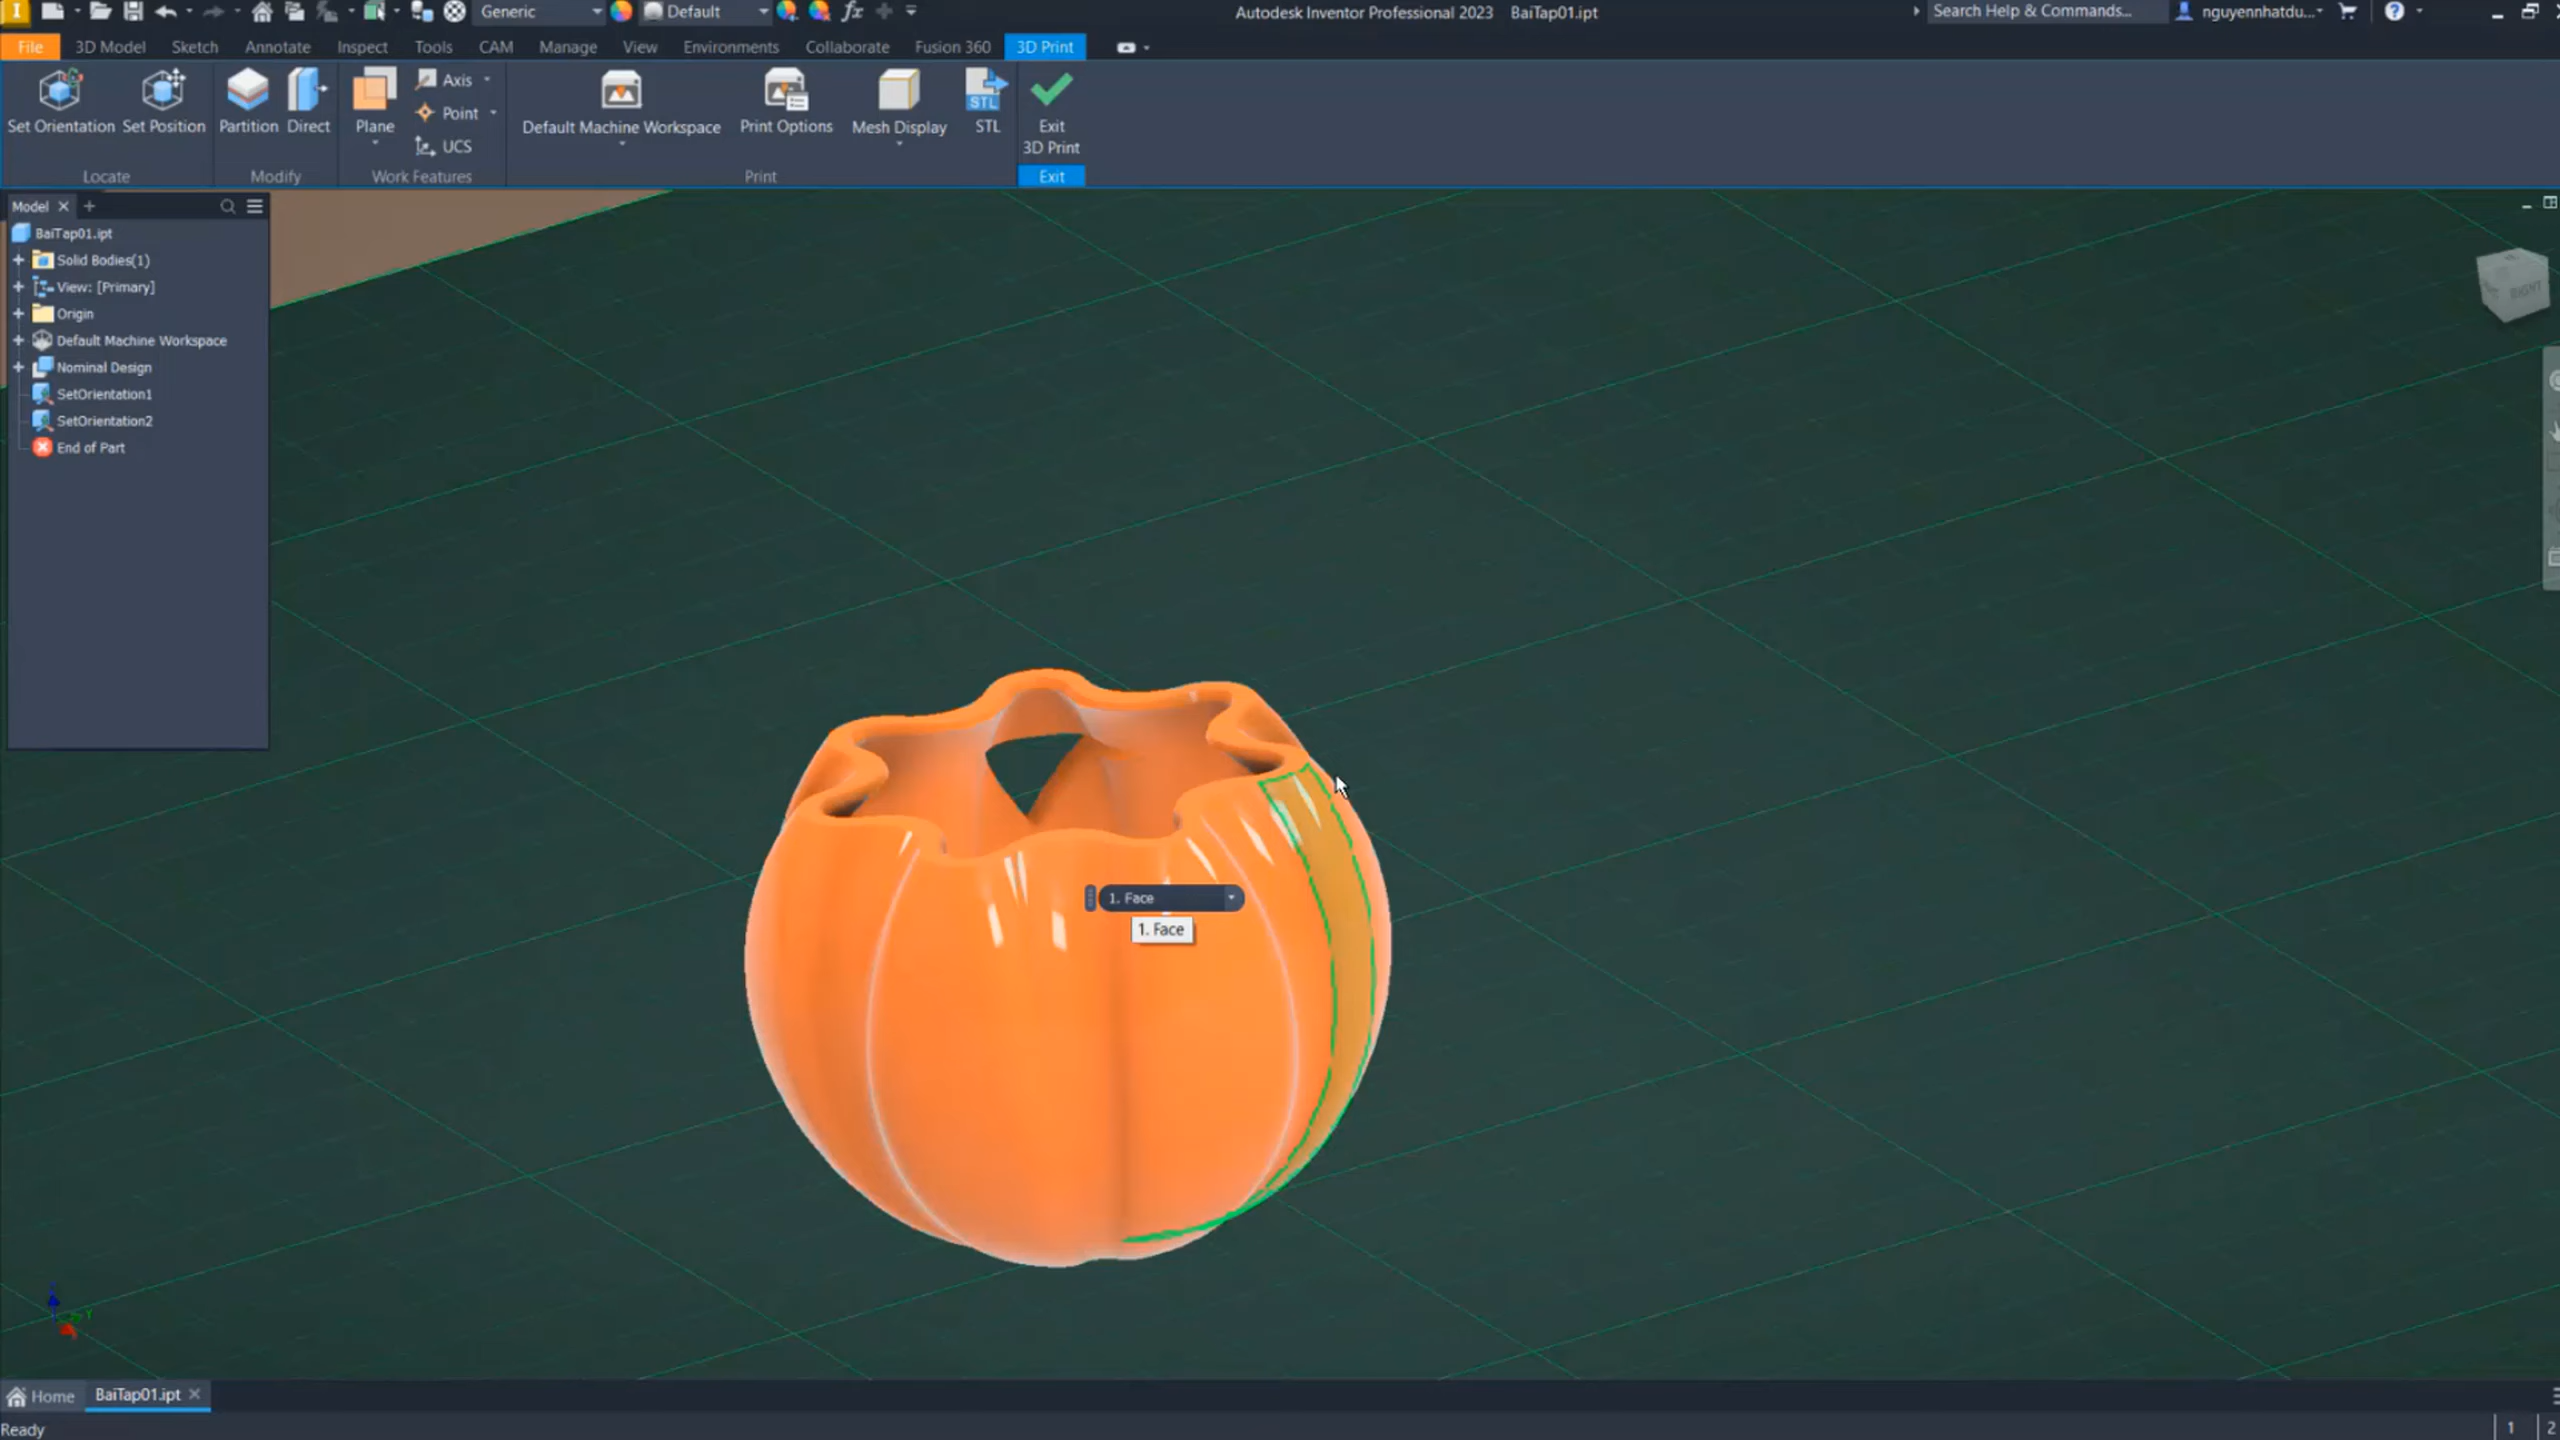 Generic
Default
fx
Autodesk Inventor Professional 2023 BaiTap01.ipt
Search Help & Commands...
nguyennhatdu...
File 3D Model Sketch Annotate Inspect Tools CAM Manage View Environments Collaborate Fusion 360 3D Print
Set Orientation
Set Position
Partition
Direct
Plane
Axis
Point
UCS
Default Machine Workspace
Print Options
Mesh Display
STL
STL
Exit
3D Print
Locate
Modify
Work Features
Print
Exit
Model
BaiTap01.ipt
Solid Bodies(1)
View: [Primary]
Origin
Default Machine Workspace
Nominal Design
SetOrientation1
SetOrientation2
End of Part
RIGHT
1. Face
1. Face
Y
Home
BaiTap01.ipt
Ready
1
2